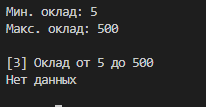 Мин. оклад: 5
Макс. оклад: 500
[3] Оклад от 5 до 500
Нет данных